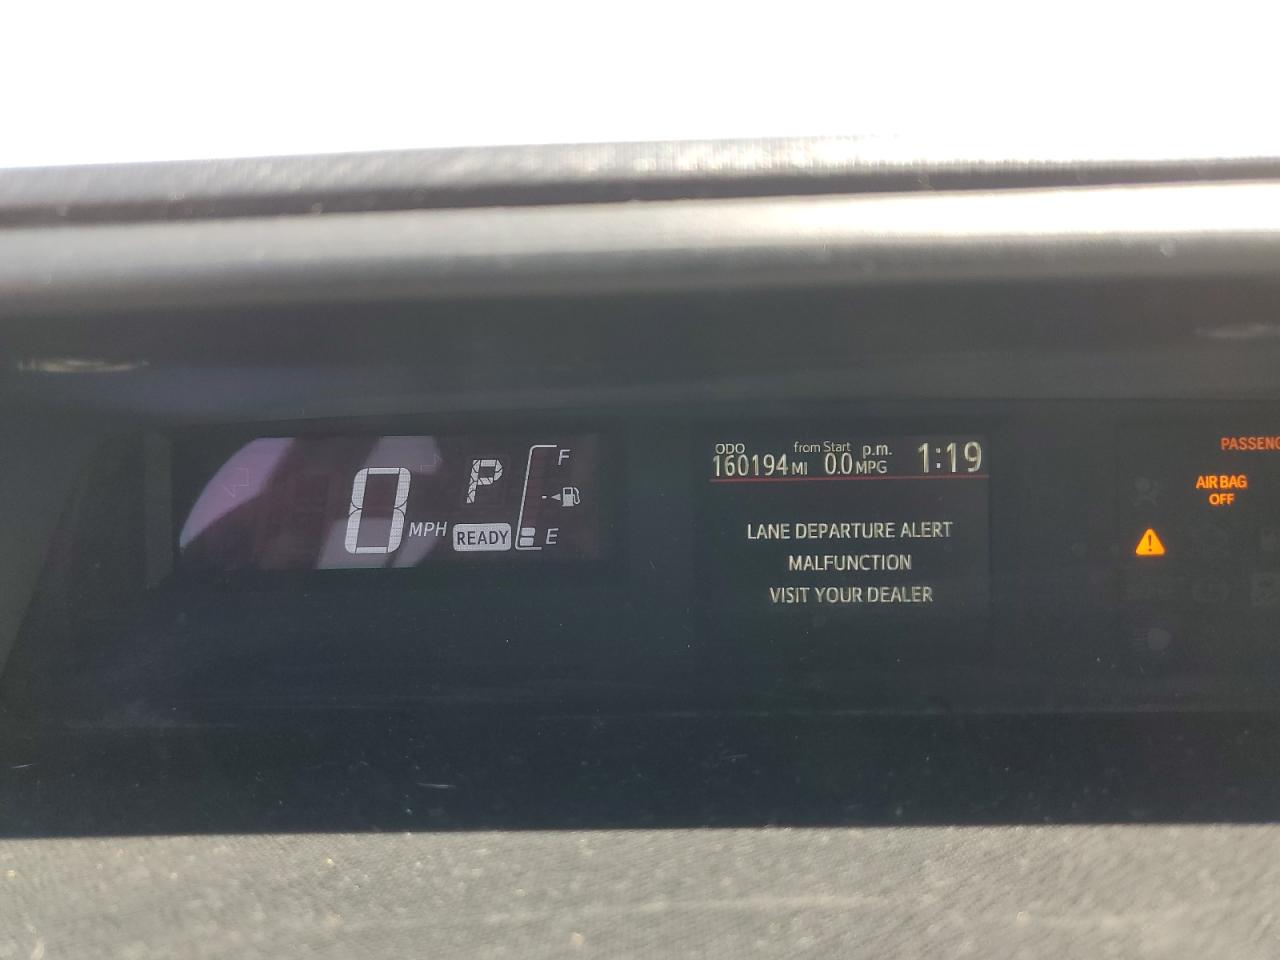 0 MPH
P
READY
F
E
ODO
160194 MI
from Start
0.0 MPG
p.m.
1:19
LANE DEPARTURE ALERT
MALFUNCTION
VISIT YOUR DEALER
AIR BAG
OFF